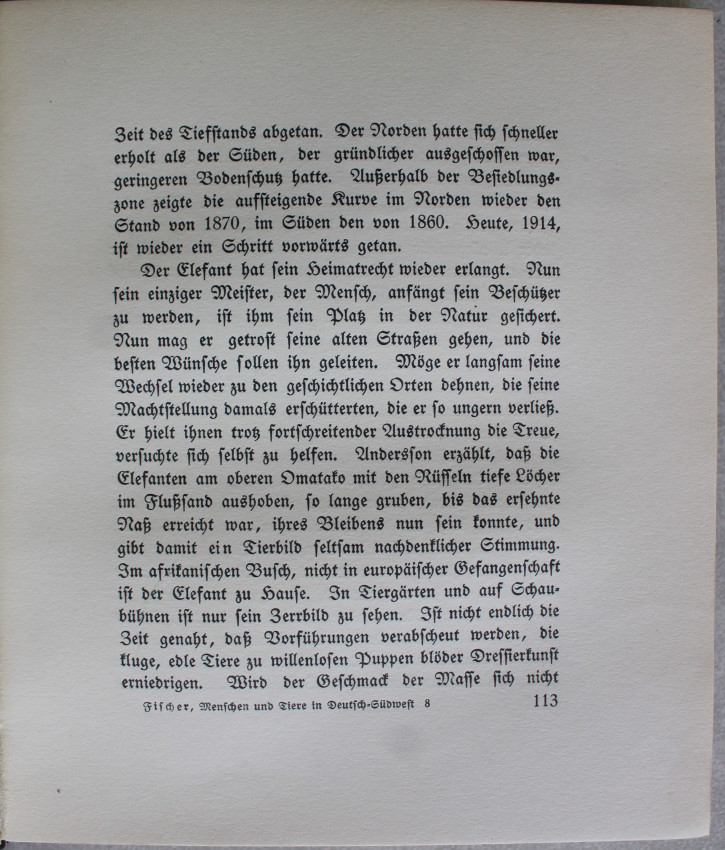 Zeit des Tiefstands abgetan. Der Norden hatte sich schneller
erholt als der Süden, der gründlicher ausgeschossen war,
geringeren Bodenschutz hatte. Außerhalb der Besiedlungs-
zone zeigte die aufsteigende Kurve im Norden wieder den
Stand von 1870, im Süden den von 1860. Heute, 1914,
ist wieder ein Schritt vorwärts getan.
Der Elefant hat sein Heimatrecht wieder erlangt. Nun
sein einziger Meister, der Mensch, anfängt sein Beschützer
zu werden, ist ihm sein Platz in der Natur gesichert.
Nun mag er getrost seine alten Straßen gehen, und die
besten Wünsche sollen ihn geleiten. Möge er langsam seine
Wechsel wieder zu den geschichtlichen Orten dehnen, die seine
Machtstellung damals erschütterten, die er so ungern verließ.
Er hielt ihnen trotz fortschreitender Austrocknung die Treue,
versuchte sich selbst zu helfen. Andersson erzählt, daß die
Elefanten am oberen Omatako mit den Rüsseln tiefe Löcher
im Flußsand aushoben, so lange gruben, bis das ersehnte
Naß erreicht war, ihres Bleibens nun sein konnte, und
gibt damit ein Tierbild seltsam nachdenklicher Stimmung.
Im afrikanischen Busch, nicht in europäischer Gefangenschaft
ist der Elefant zu Hause. In Tiergärten und auf Schau-
bühnen ist nur sein Zerrbild zu sehen. Ist nicht endlich die
Zeit genaht, daß Vorführungen verabscheut werden, die
kluge, edle Tiere zu willenlosen Puppen blöder Dressierkunst
erniedrigen. Wird der Geschmack der Masse sich nicht
Fischer, Menschen und Tiere in Deutsch-Südwest 8 113